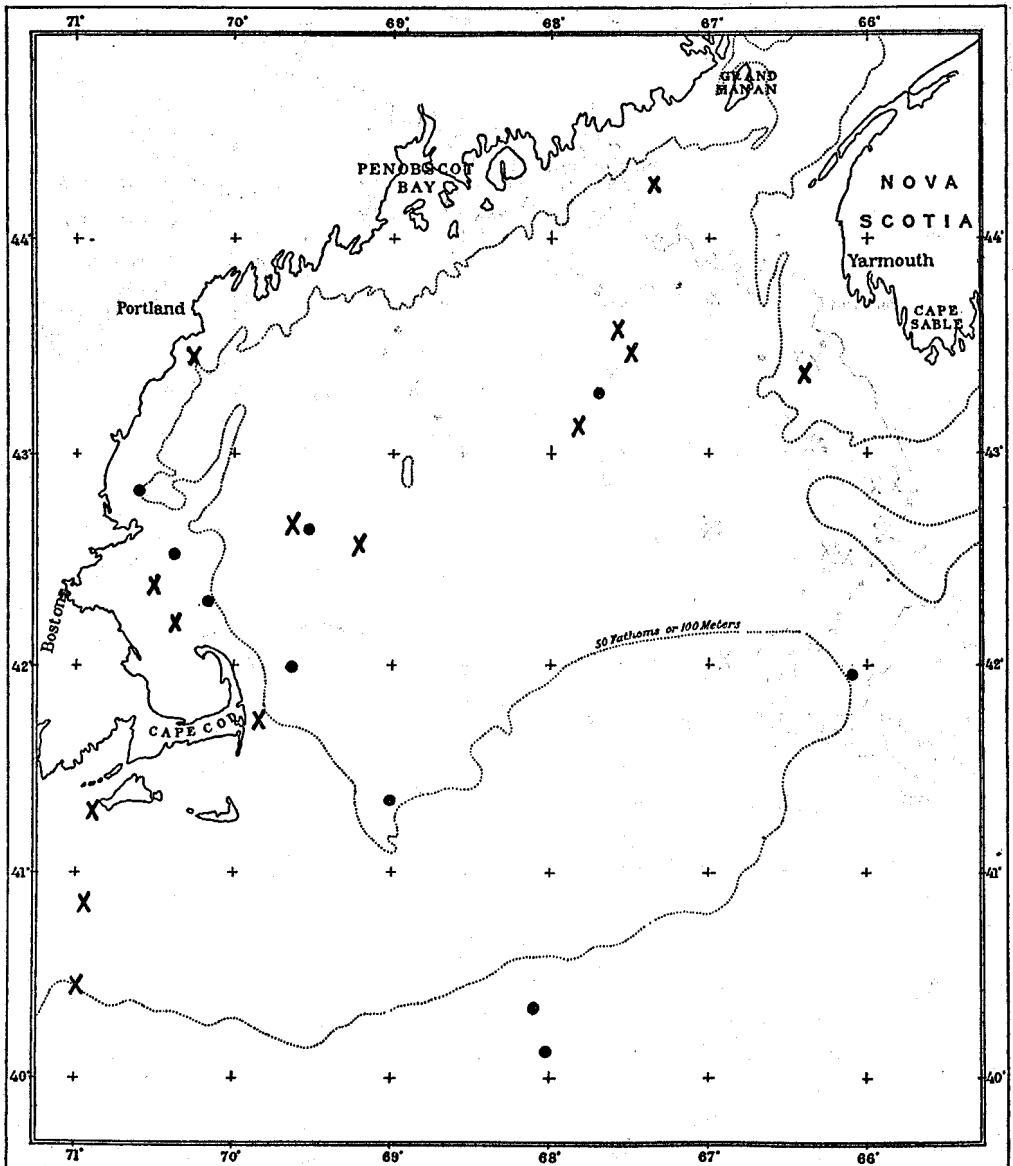 71° 70° 69° 68° 67° 66°
GRAND
MANAN
PENOBSCOT
BAY
NOVA
SCOTIA
44° 44°
Yarmouth
Portland
CAPE
SABLE
43° 43°
Boston
50 Fathoms or 100 Meters
42° 42°
CAPE COD
41° 41°
40° 40°
71° 70° 69° 68° 67° 66°